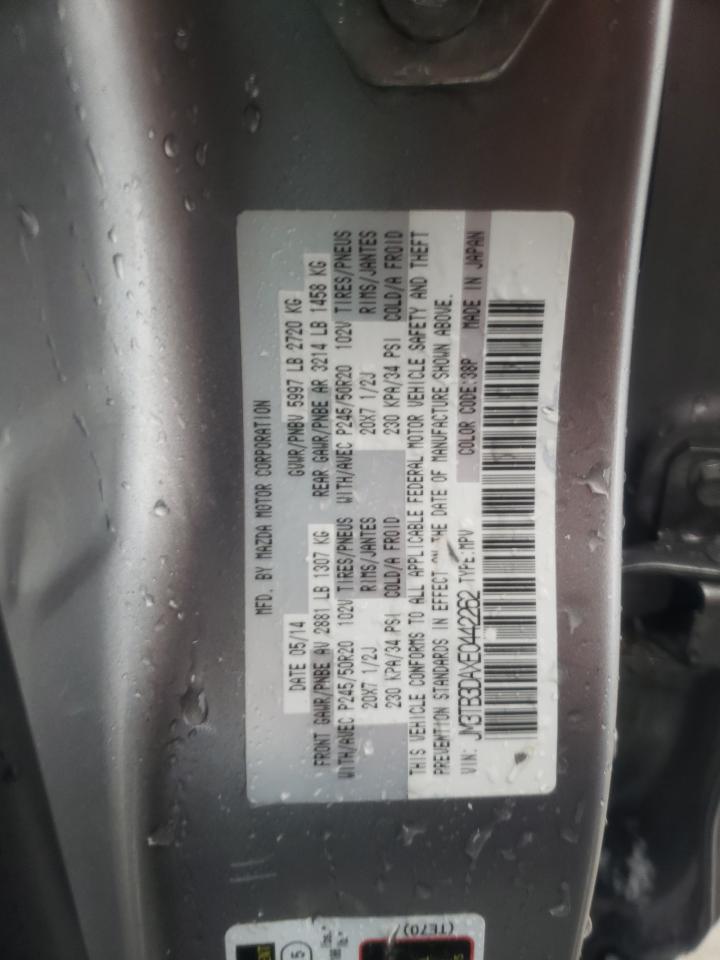 MFD. BY MAZDA MOTOR CORPORATION
DATE 05/14 GVWR/PNBV 5997 LB 2720 KG
FRONT GAWR/PNBE AV 2881 LB 1307 KG REAR GAWR/PNBE AR 3214 LB 1458 KG
WITH/AVEC P245/50R20 102V TIRES/PNEUS WITH/AVEC P245/50R20 102V TIRES/PNEUS
20X7 1/2J RIMS/JANTES 20X7 1/2J RIMS/JANTES
230 KPA/34 PSI COLD/A FROID 230 KPA/34 PSI COLD/A FROID
THIS VEHICLE CONFORMS TO ALL APPLICABLE FEDERAL MOTOR VEHICLE SAFETY AND THEFT
PREVENTION STANDARDS IN EFFECT ON THE DATE OF MANUFACTURE SHOWN ABOVE.
VIN: JM3TB3DAXE0442262 TYPE:MPV COLOR CODE:38P MADE IN JAPAN
(TE70)